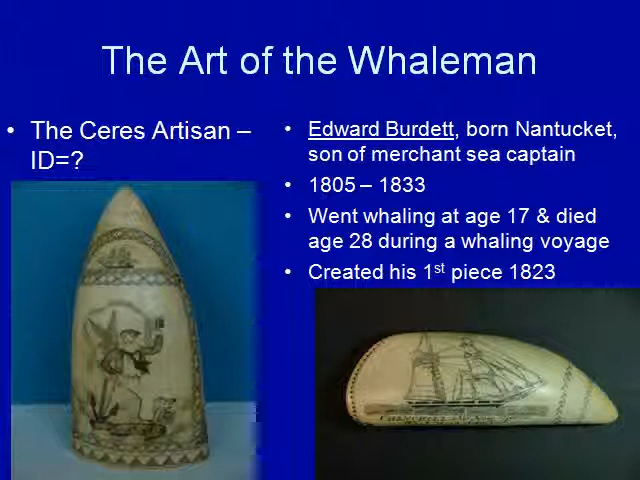 The Art of the Whaleman
• The Ceres Artisan –
ID=?
• Edward Burdett, born Nantucket,
son of merchant sea captain
• 1805 – 1833
• Went whaling at age 17 & died
age 28 during a whaling voyage
• Created his 1st piece 1823